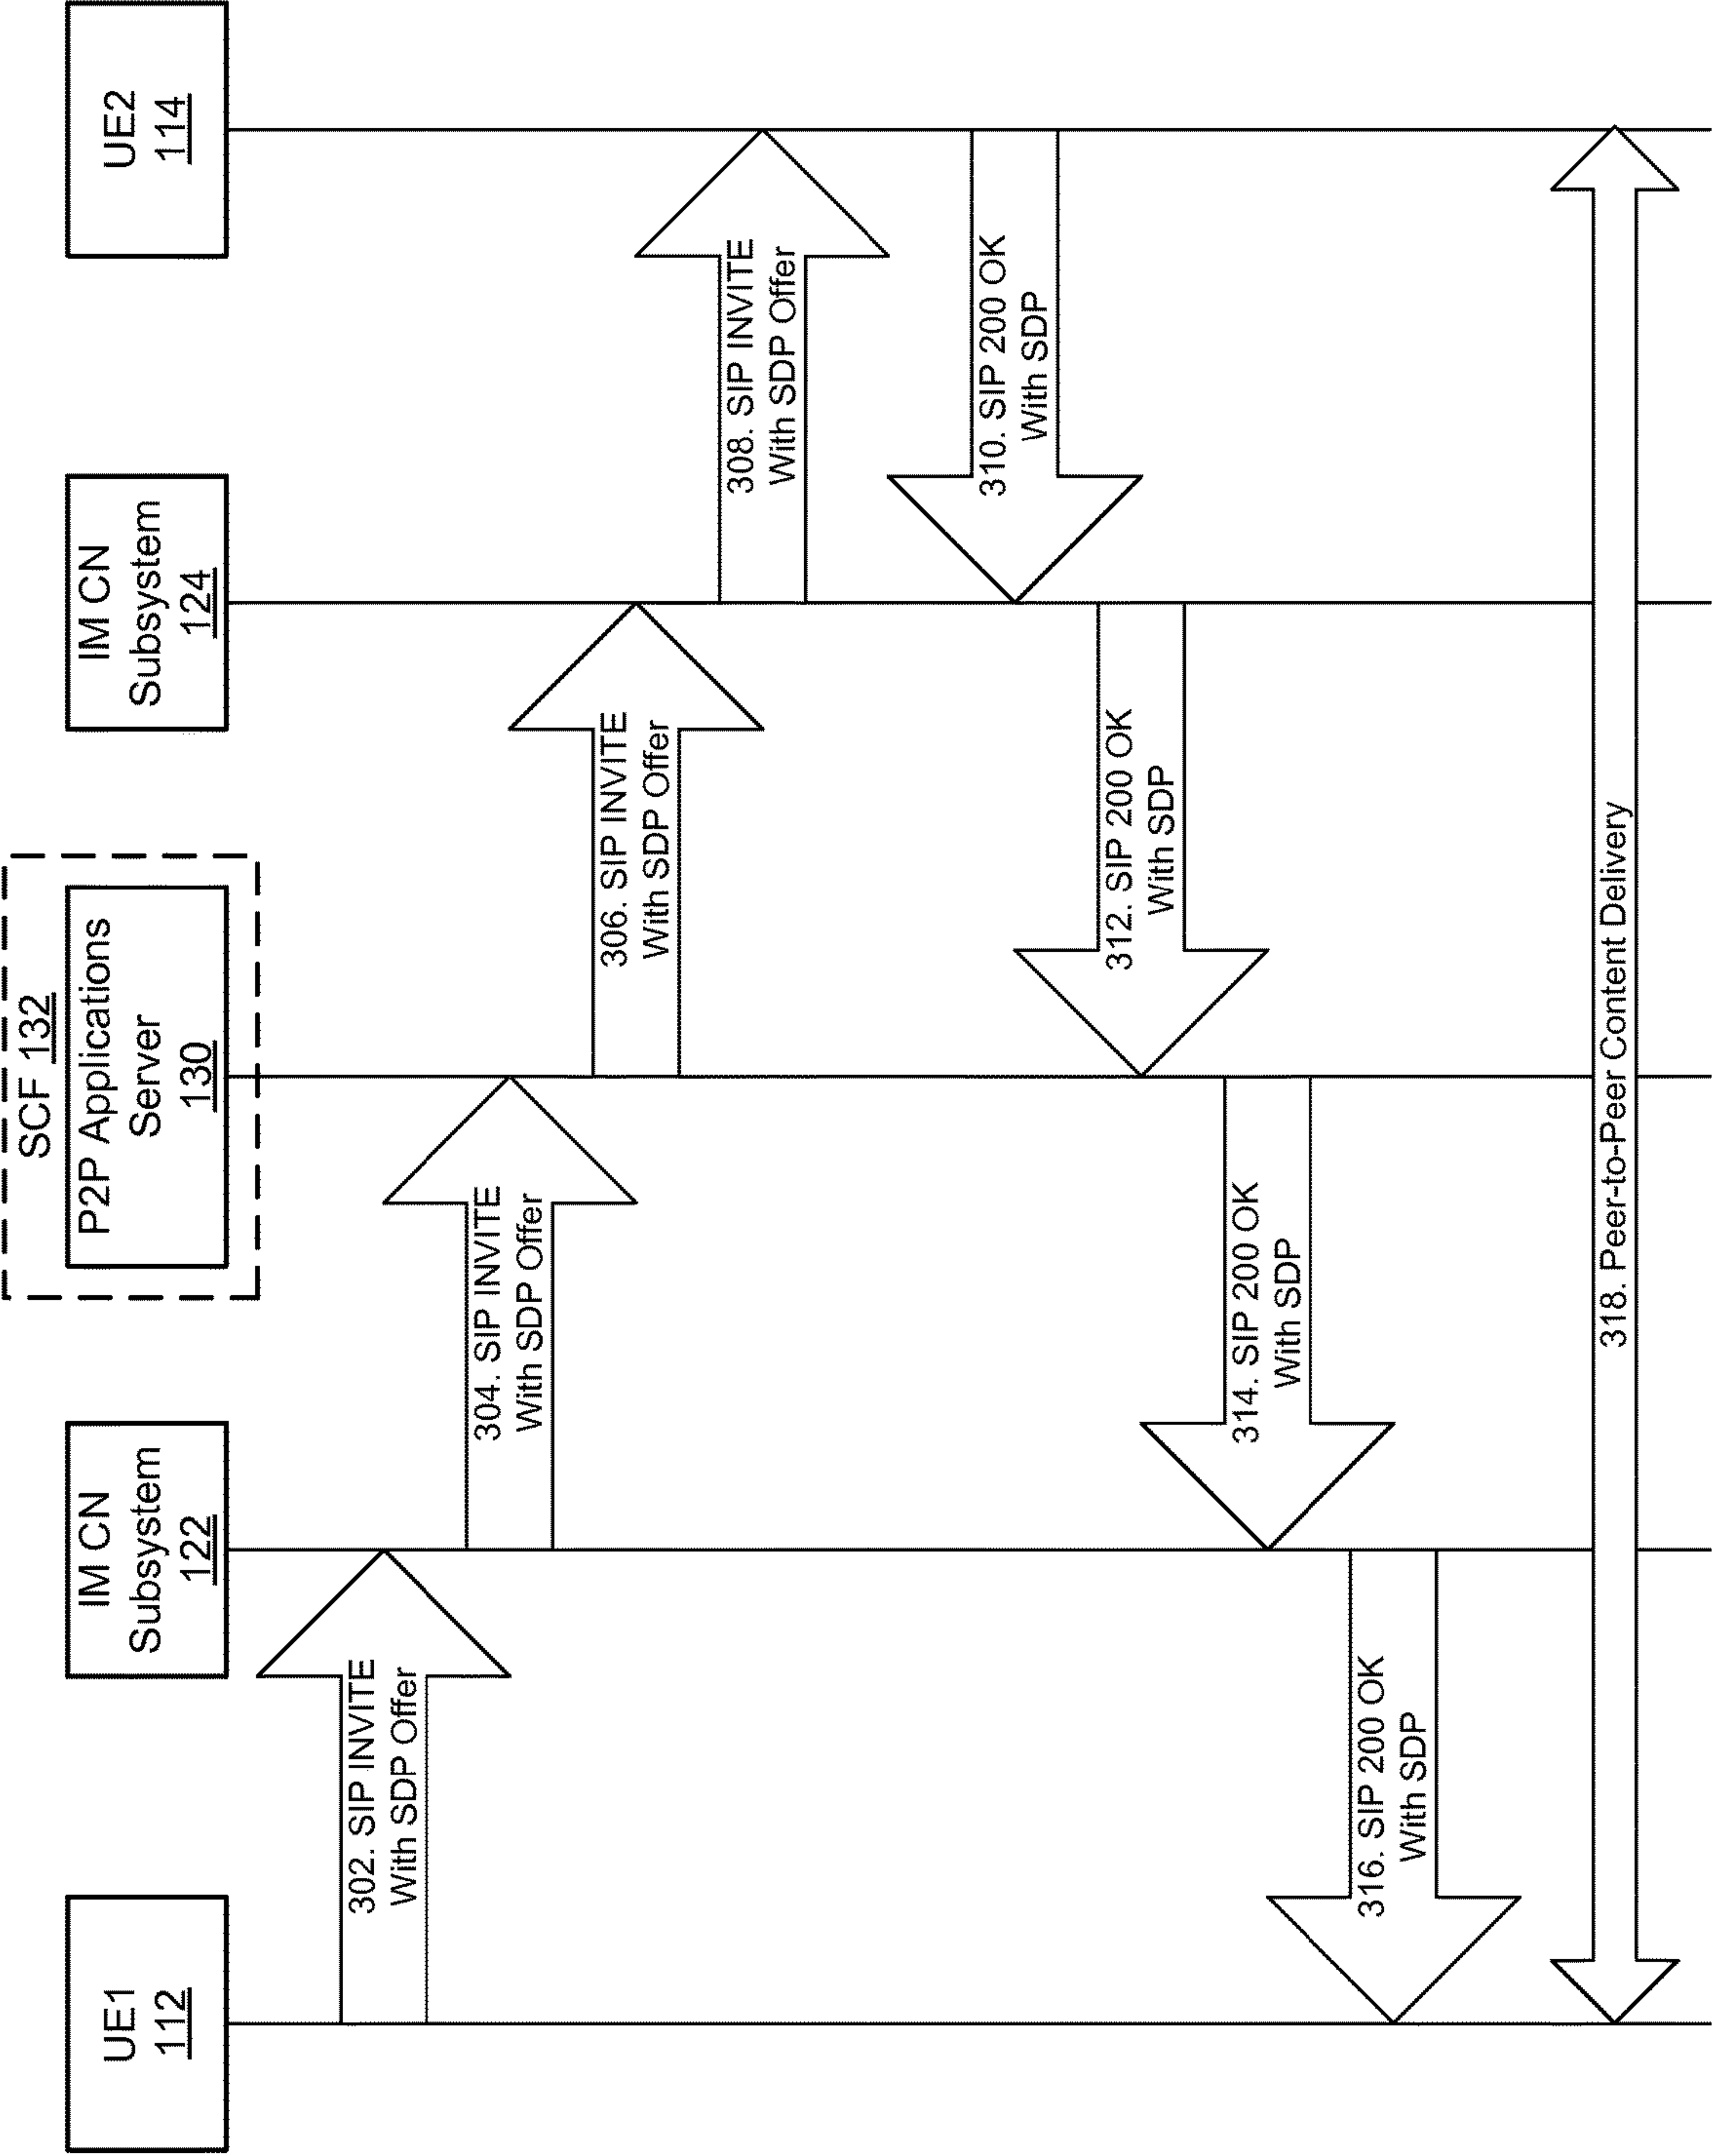 UE1
112
IM CN
Subsystem
122
SCF 132
P2P Applications
Server
130
IM CN
Subsystem
124
UE2
114
302. SIP INVITE
With SDP Offer
304. SIP INVITE
With SDP Offer
306. SIP INVITE
With SDP Offer
308. SIP INVITE
With SDP Offer
310. SIP 200 OK
With SDP
312. SIP 200 OK
With SDP
314. SIP 200 OK
With SDP
316. SIP 200 OK
With SDP
318. Peer-to-Peer Content Delivery